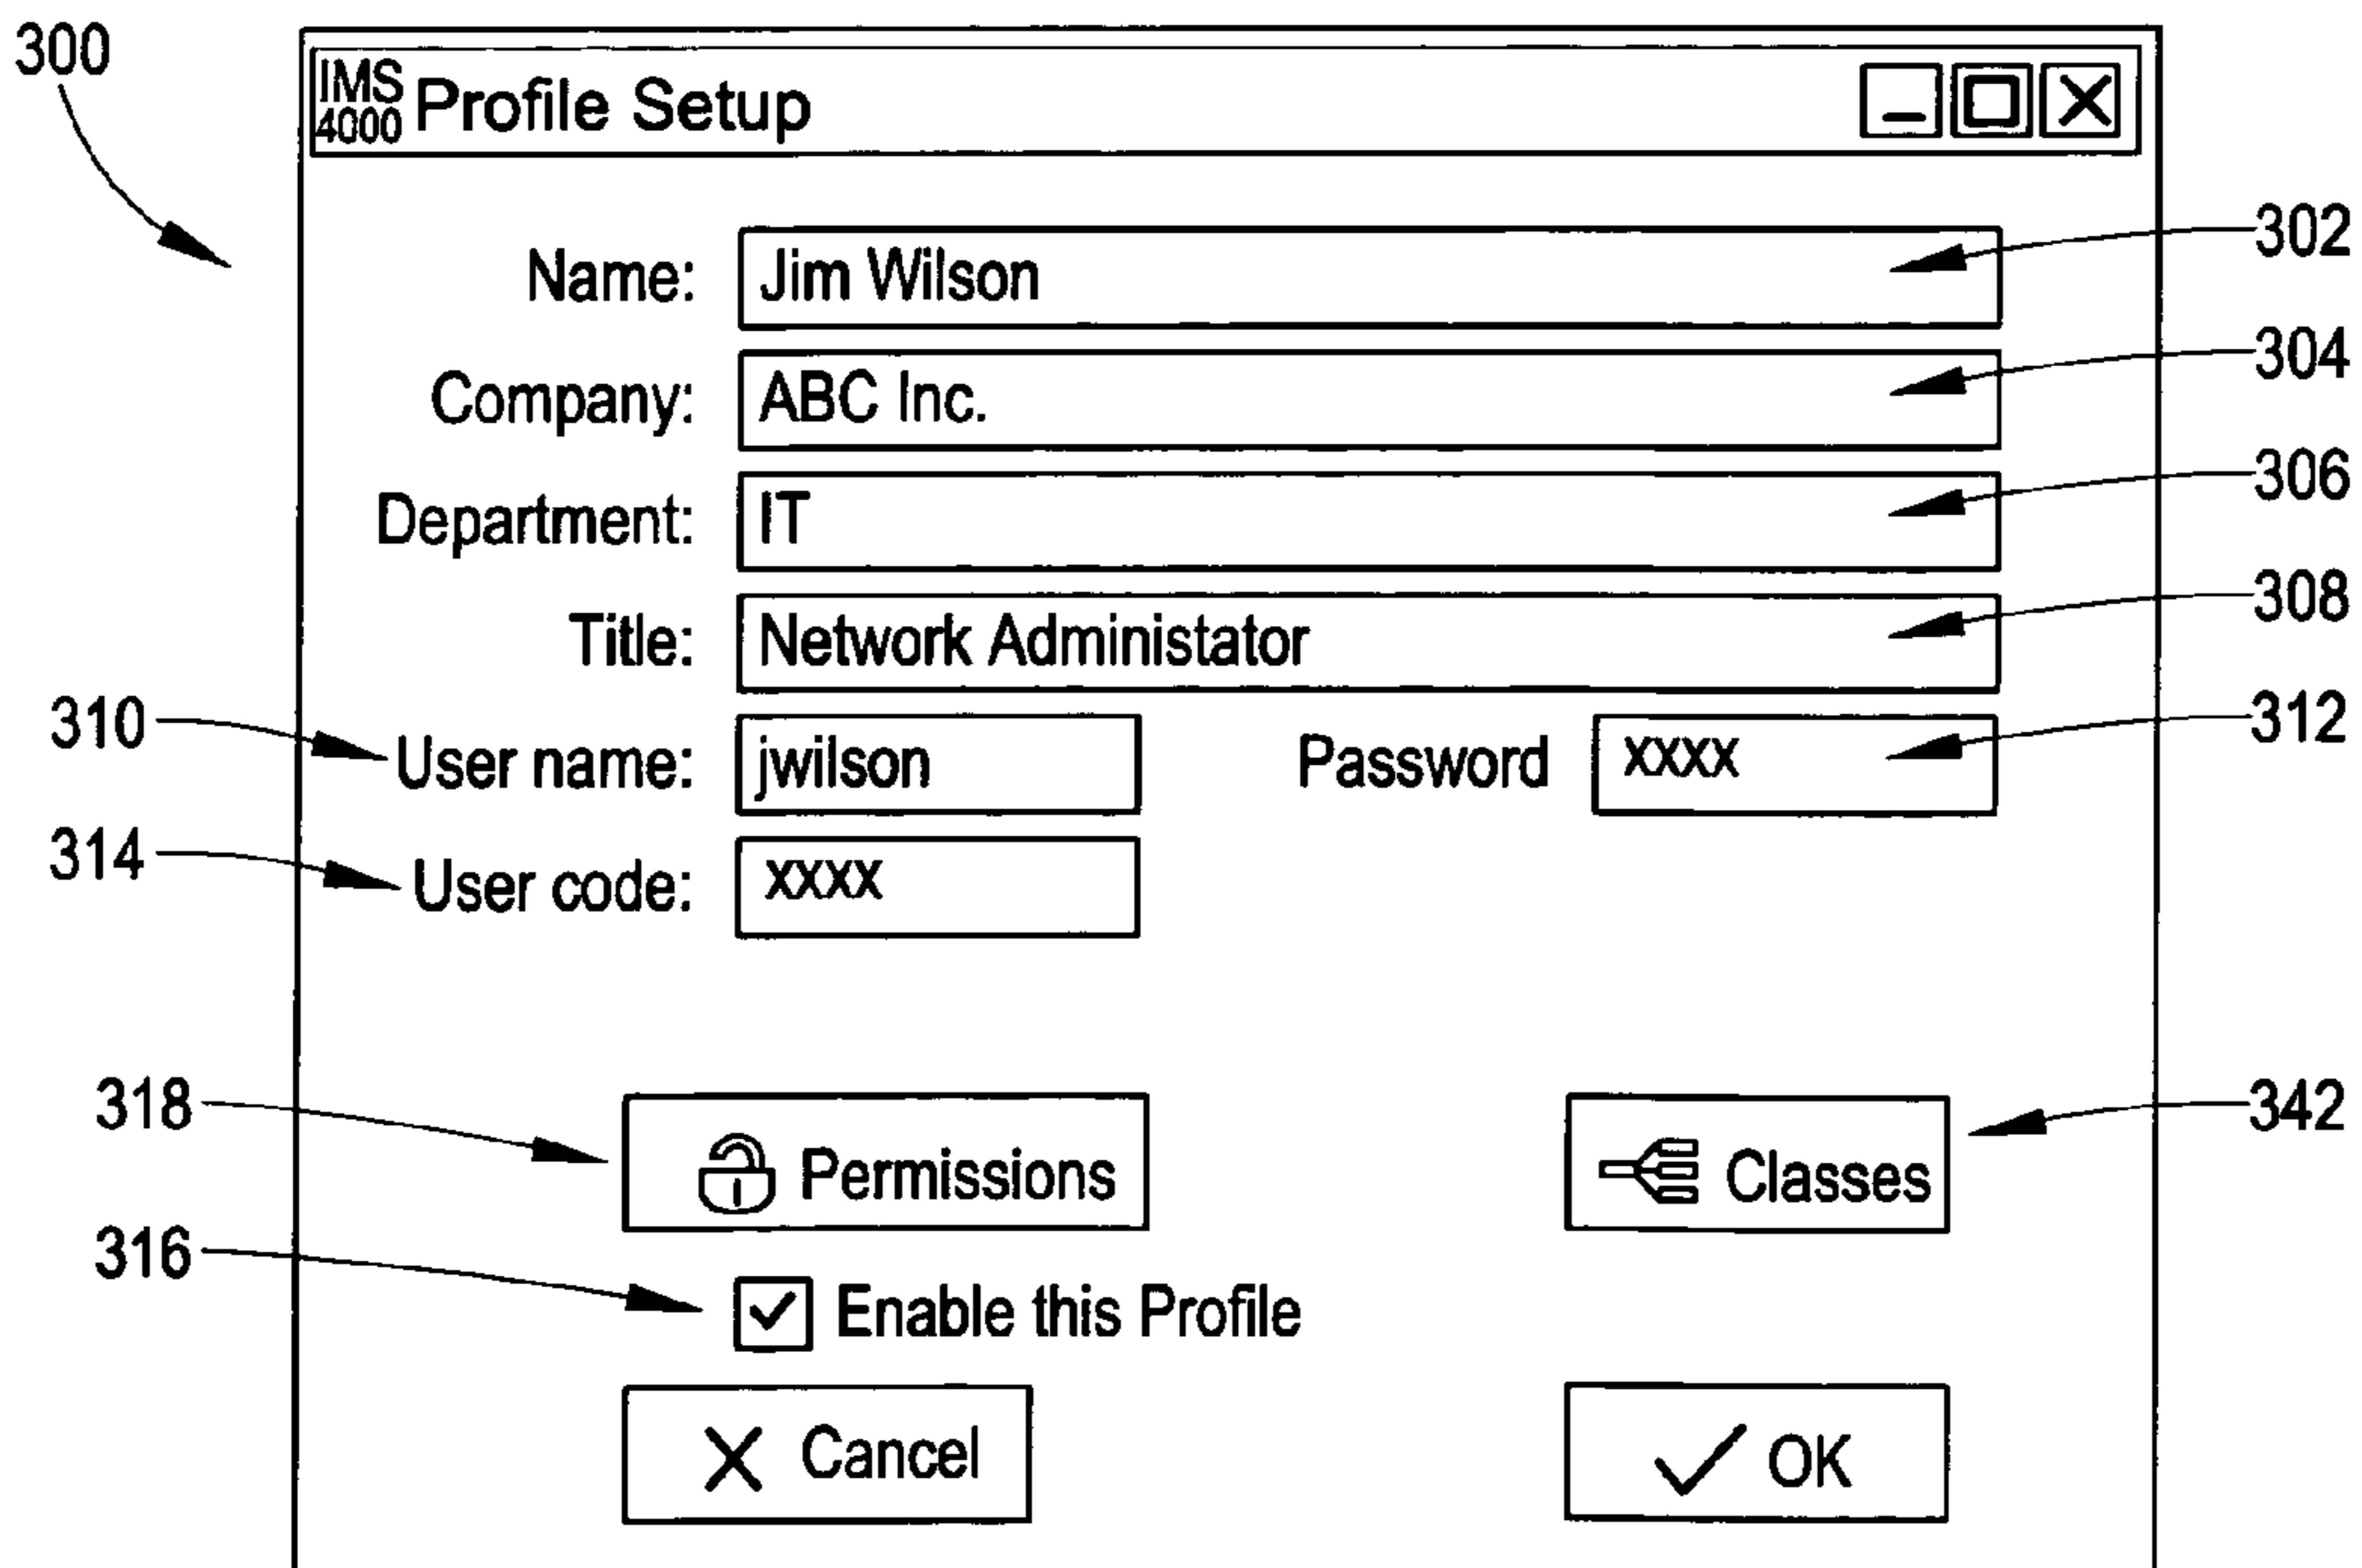 300
IMS 4000 Profile Setup
Name: Jim Wilson 302
Company: ABC Inc. 304
Department: IT 306
Title: Network Administator 308
310 User name: jwilson Password xxxx 312
314 User code: xxxx
318 Permissions Classes 342
316 Enable this Profile
Cancel OK